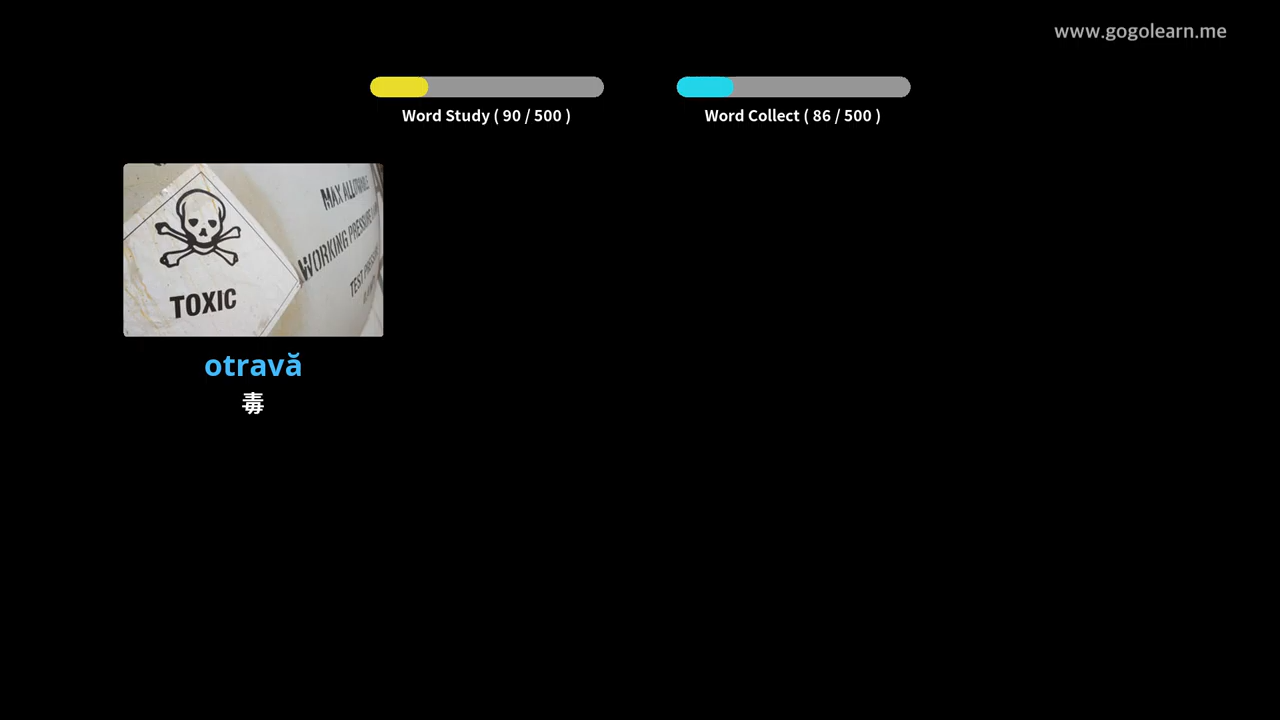 www.gogolearn.me
Word Study ( 90 / 500 )
Word Collect ( 86 / 500 )
MAX ALLOWABLE
WORKING PRESSURE
TEST
TOXIC
otravă
毒